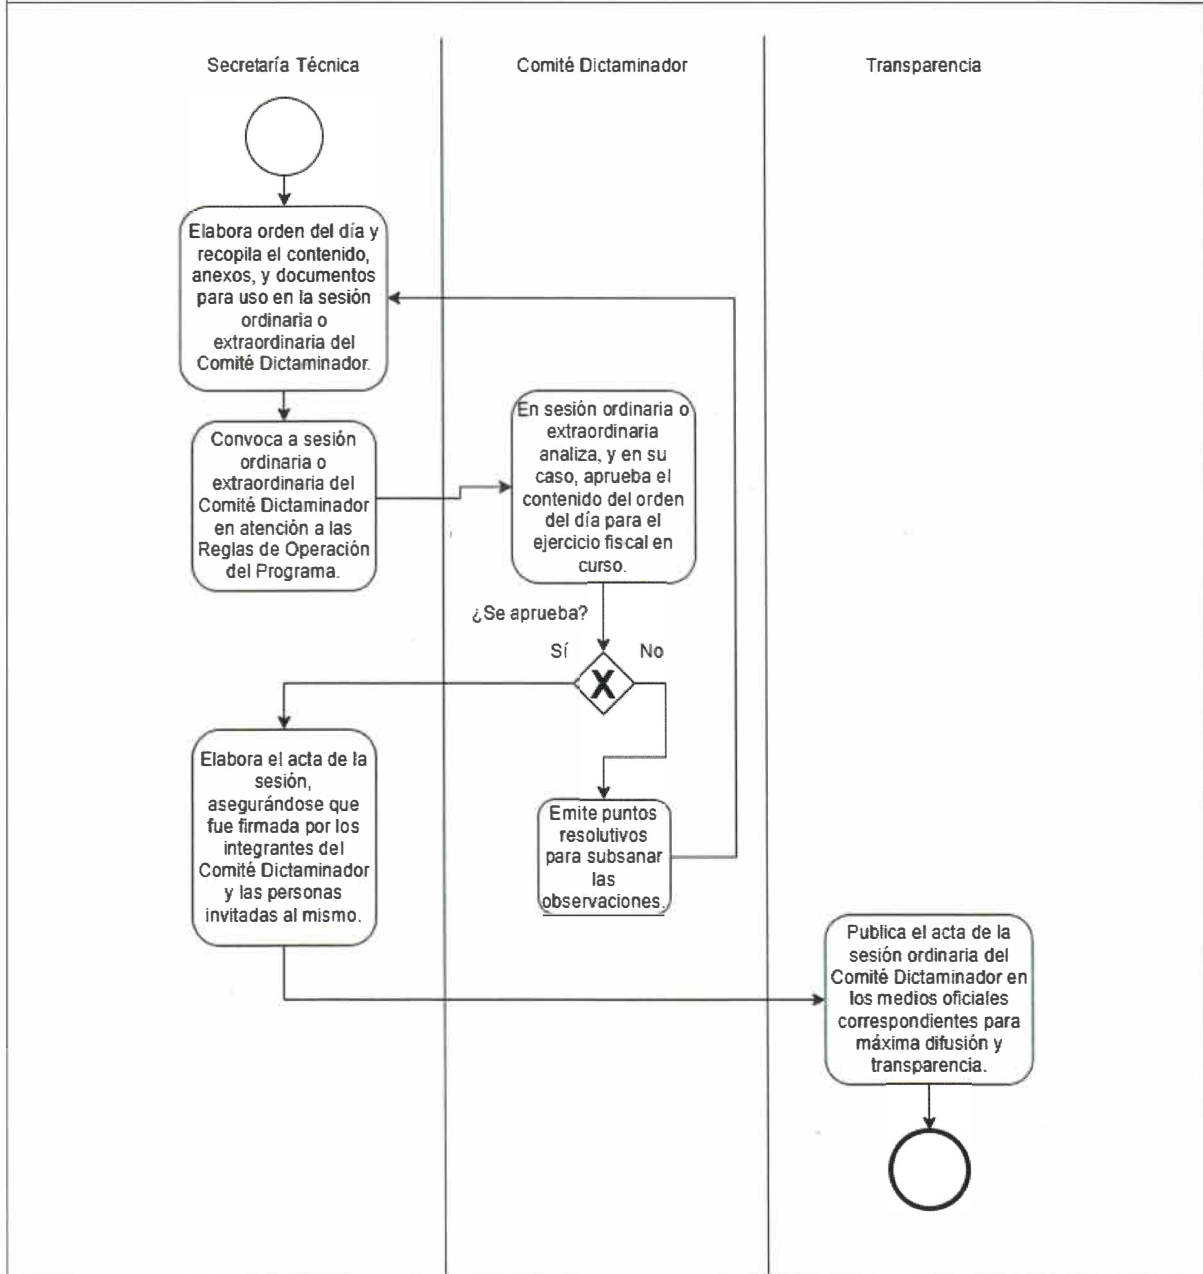 Secretaría Técnica
Comité Dictaminador
Transparencia
Elabora orden del día y
recopila el contenido,
anexos, y documentos
para uso en la sesión
ordinaria o
extraordinaria del
Comité Dictaminador.
Convoca a sesión
ordinaria o
extraordinaria del
Comité Dictaminador
en atención a las
Reglas de Operación
del Programa.
En sesión ordinaria o
extraordinaria
analiza, y en su
caso, aprueba el
contenido del orden
del día para el
ejercicio fiscal en
curso.
¿Se aprueba?
Sí
No
X
Emite puntos
resolutivos
para subsanar
las
observaciones.
Elabora el acta de la
sesión,
asegurándose que
fue firmada por los
integrantes del
Comité Dictaminador
y las personas
invitadas al mismo.
Publica el acta de la
sesión ordinaria del
Comité Dictaminador en
los medios oficiales
correspondientes para
máxima difusión y
transparencia.